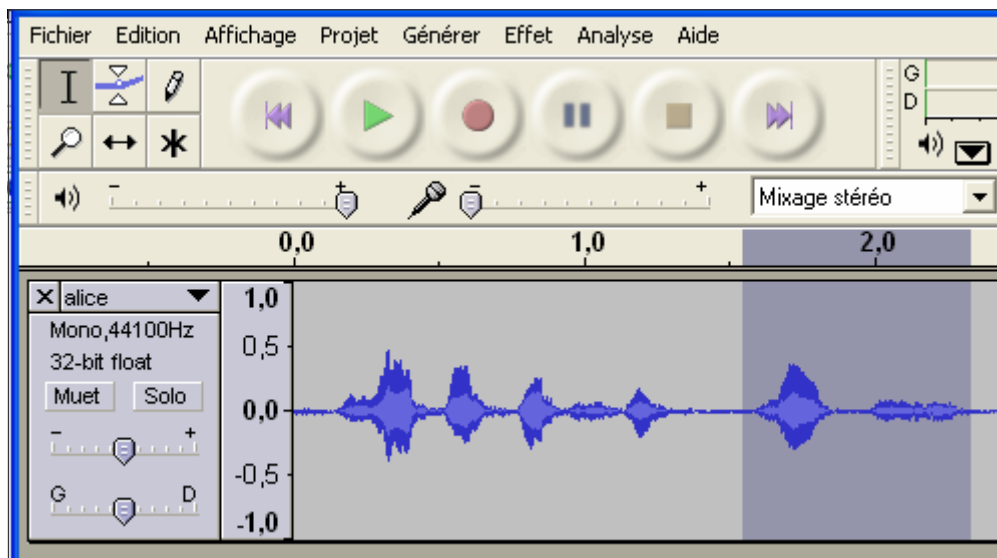 Fichier Edition Affichage Projet Générer Effet Analyse Aide
G
D
- + - + Mixage stéréo
0,0 1,0 2,0
X alice
Mono,44100Hz
32-bit float
Muet Solo
- +
G D
1,0
0,5
0,0
-0,5
-1,0